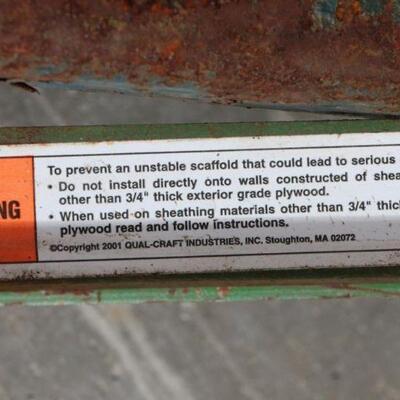 NG
To prevent an unstable scaffold that could lead to serious
• Do not install directly onto walls constructed of shea
other than 3/4" thick exterior grade plywood.
• When used on sheathing materials other than 3/4" thic
plywood read and follow instructions.
©Copyright 2001 QUAL-CRAFT INDUSTRIES, INC. Stoughton, MA 02072